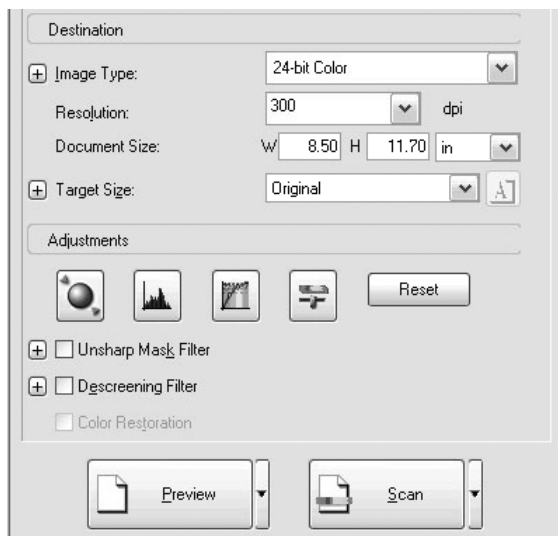 Destination
Image Type: 24-bit Color
Resolution: 300 dpi
Document Size: W 8.50 H 11.70 in
Target Size: Original A
Adjustments
Reset
Unsharp Mask Filter
Descreening Filter
Color Restoration
Preview Scan